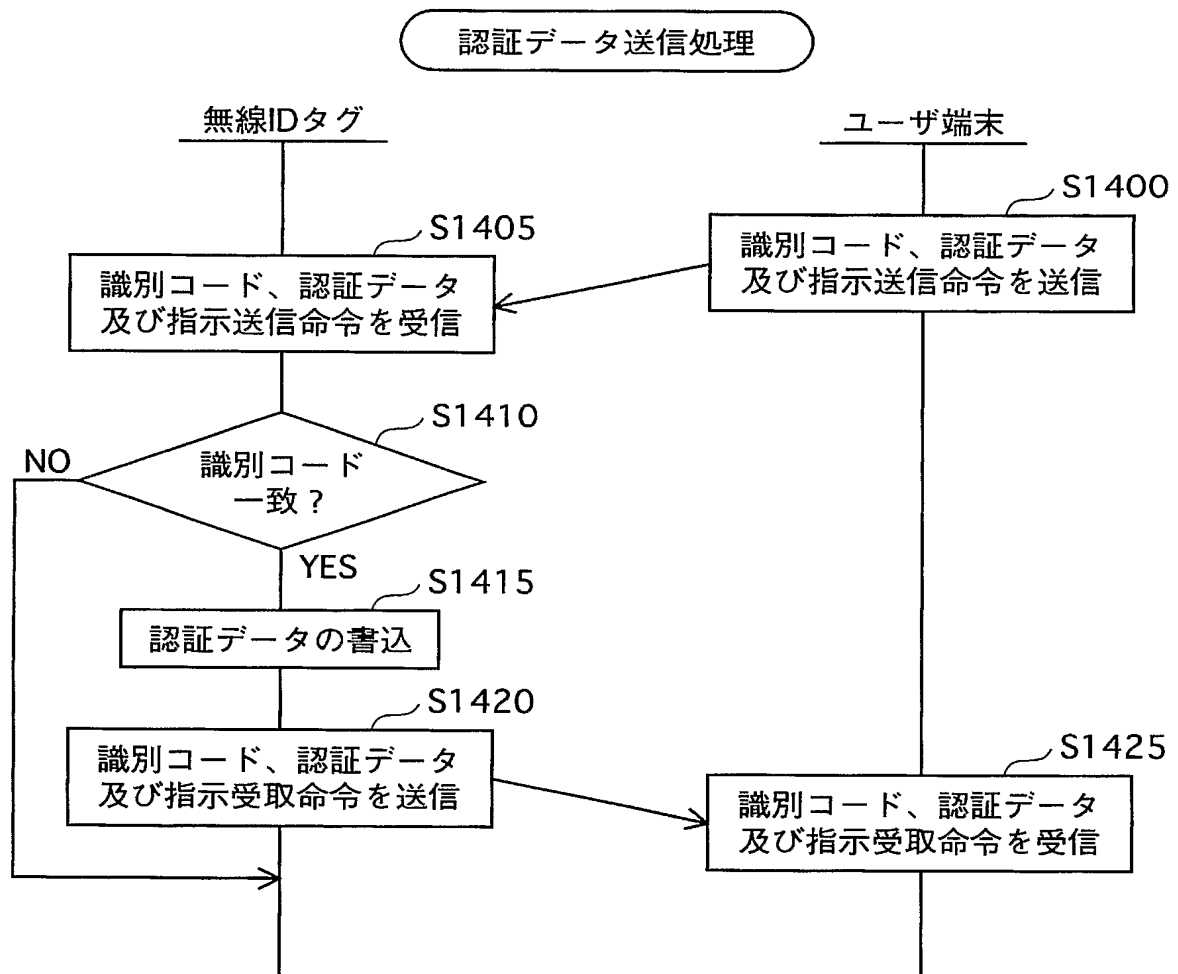 認証データ送信処理
無線IDタグ
ユーザ端末
S1400
識別コード、認証データ
及び指示送信命令を送信
S1405
識別コード、認証データ
及び指示送信命令を受信
S1410
識別コード
一致?
NO
YES
S1415
認証データの書込
S1420
識別コード、認証データ
及び指示受取命令を送信
S1425
識別コード、認証データ
及び指示受取命令を受信